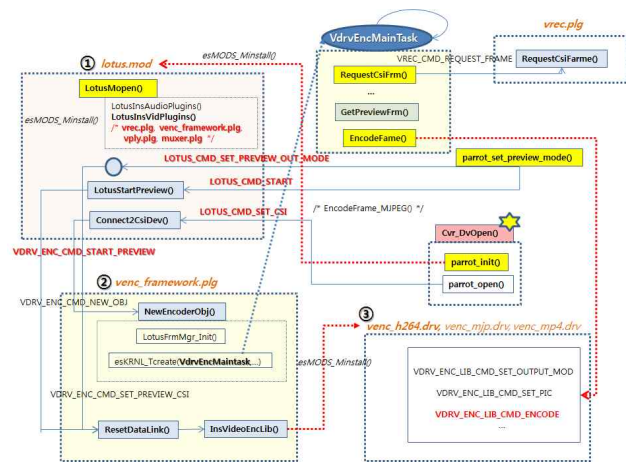 VdrvEncMainTask
vrec.plg
① lotus.mod
esMODS_Minstall()
VREC_CMD_REQUEST_FRAME
RequestCsiFarme()
RequestCsiFrm()
...
GetPreviewFrm()
EncodeFame()
LotusMopen()
LotusInsAudioPlugins()
LotusInsVidPlugins()
/* vrec.plg, venc_framework.plg,
vply.plg, muxer.plg */
esMODS_Minstall()
LOTUS_CMD_SET_PREVIEW_OUT_MODE
parrot_set_preview_mode()
LotusStartPreview()
LOTUS_CMD_START
Connect2CsiDev()
LOTUS_CMD_SET_CSI
/* EncodeFrame_MJPEG() */
Cvr_DvOpen()
parrot_init()
parrot_open()
VDRV_ENC_CMD_START_PREVIEW
② venc_framework.plg
VDRV_ENC_CMD_NEW_OBJ
NewEncoderObj()
LotusFrmMgr_Init()
esKRNL_Tcreate(VdrvEncMaintask,...)
esMODS_Minstall()
VDRV_ENC_CMD_SET_PREVIEW_CSI
ResetDataLink()
InsVideoEncLib()
③
venc_h264.drv, venc_mjp.drv, venc_mp4.drv
VDRV_ENC_LIB_CMD_SET_OUTPUT_MOD
VDRV_ENC_LIB_CMD_SET_PIC
VDRV_ENC_LIB_CMD_ENCODE
...